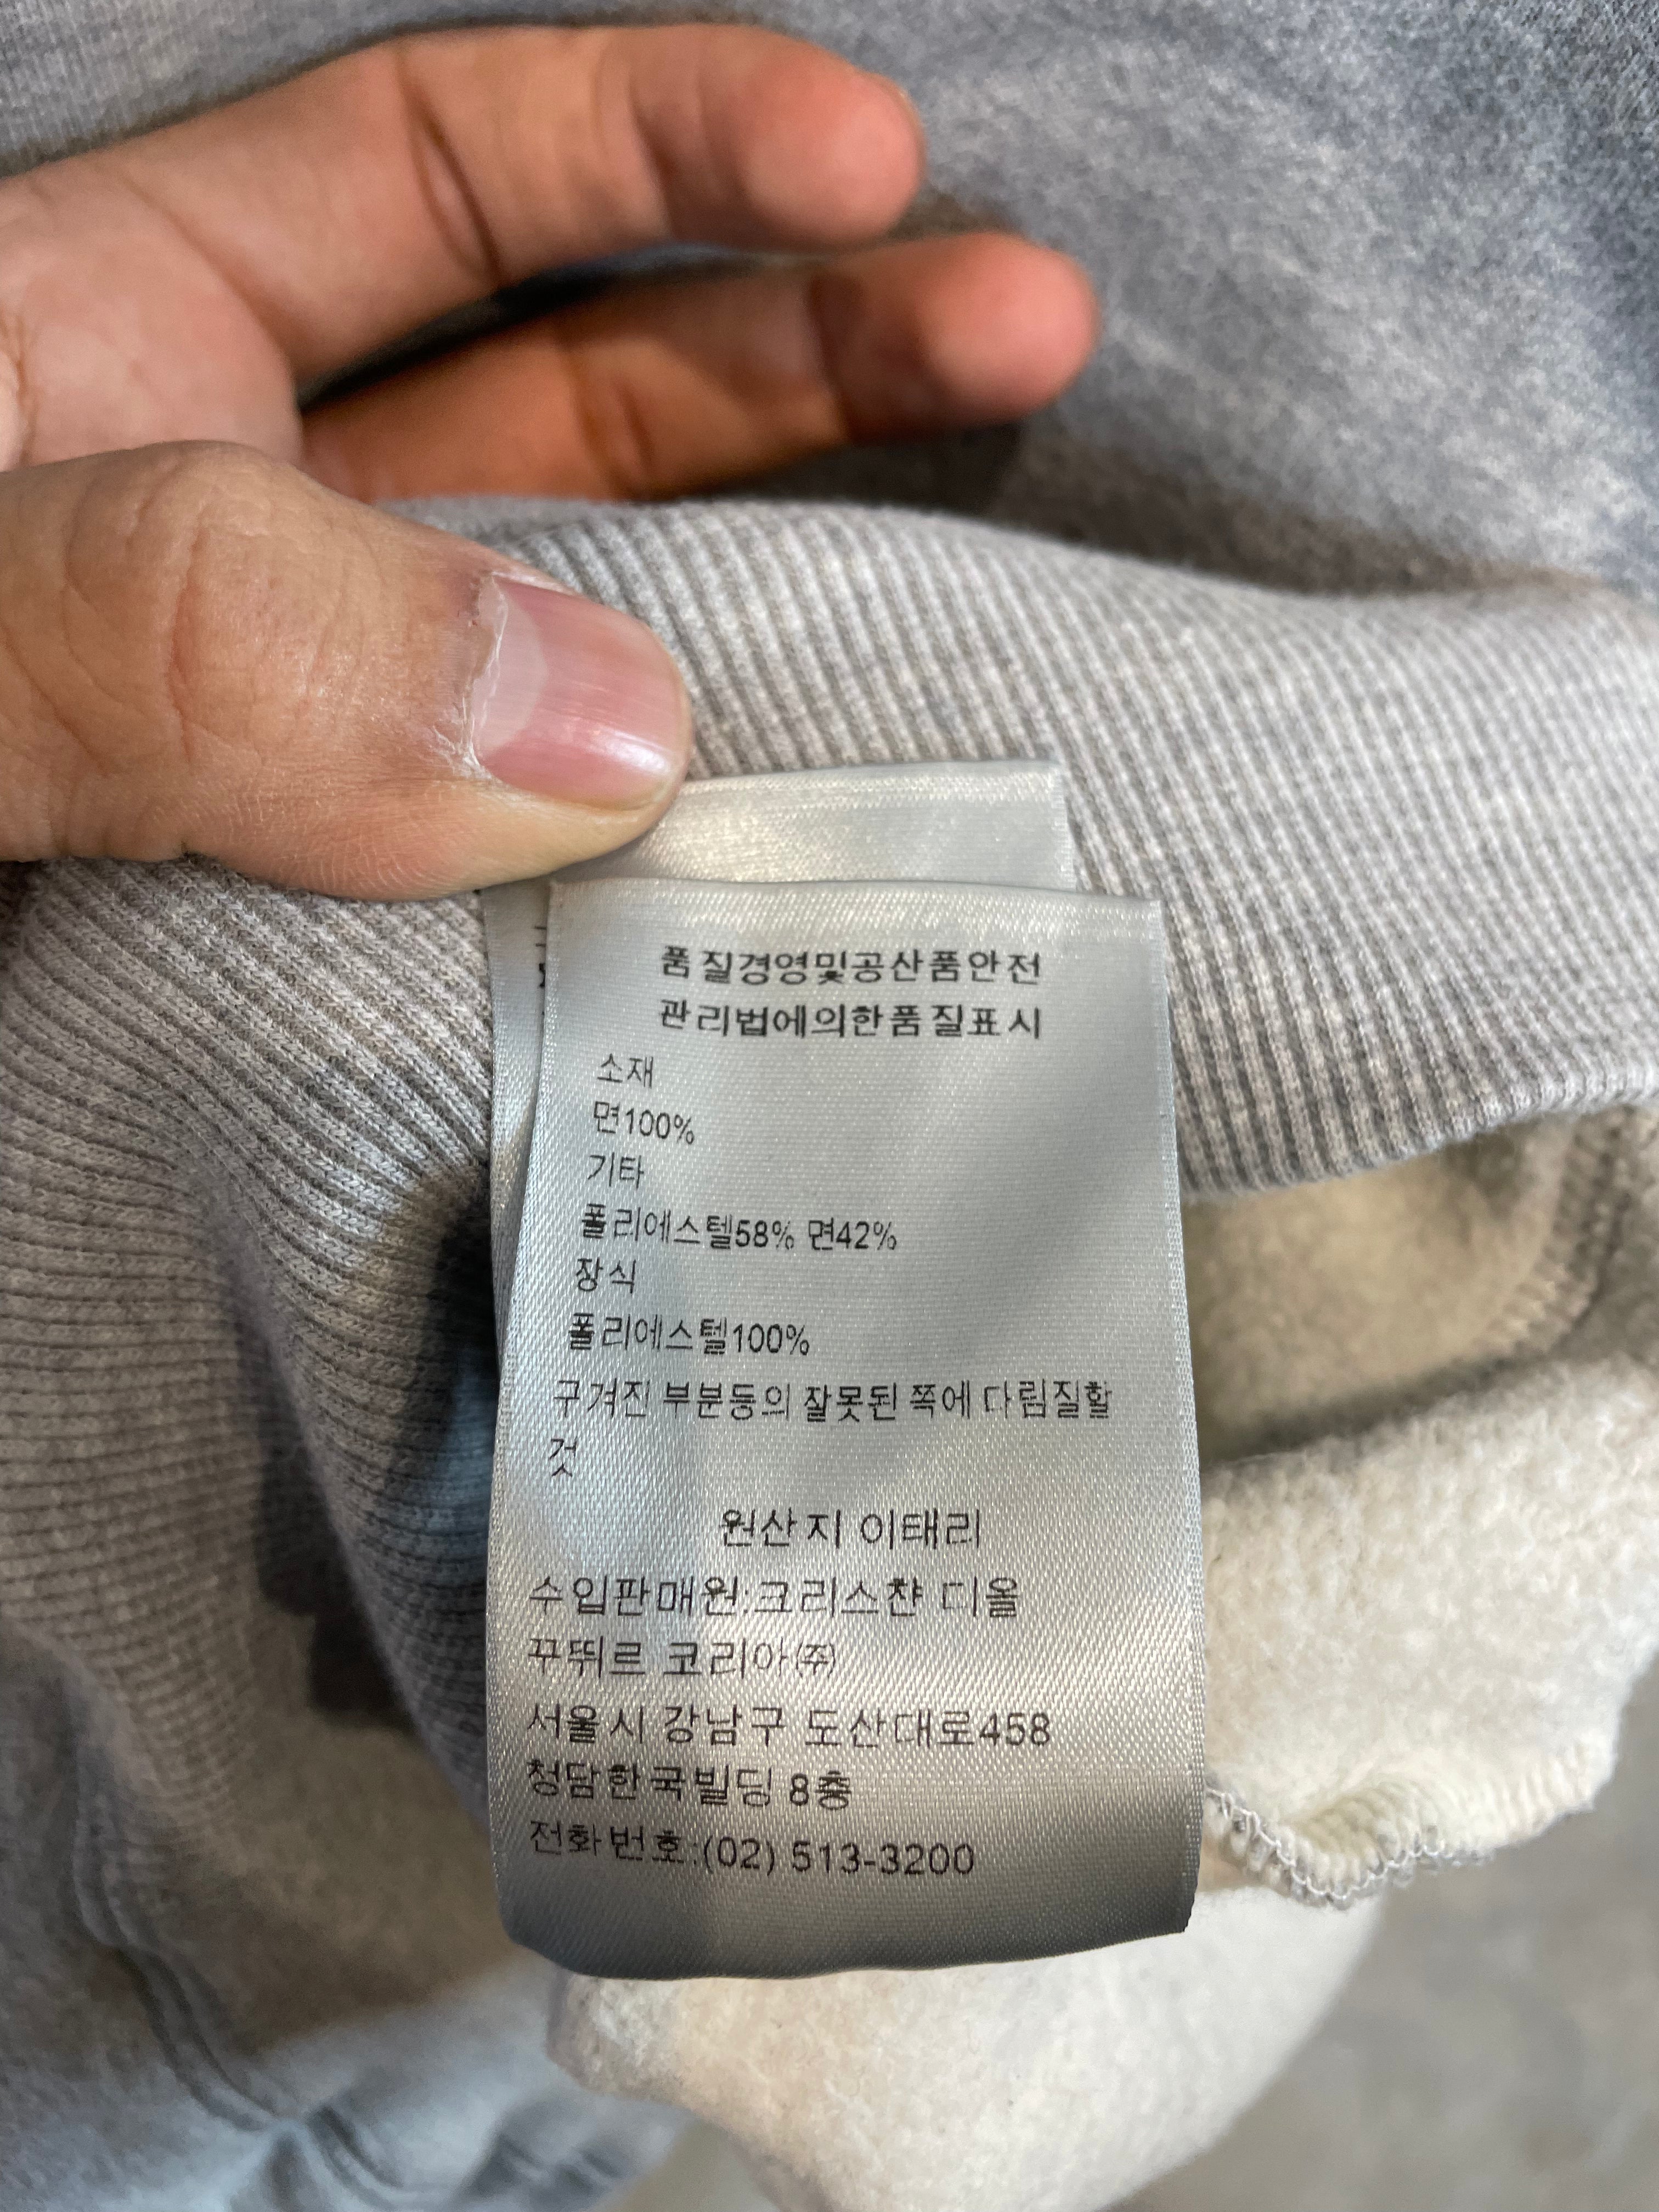 품질경영및공산품안전
관리법에의한품질표시
소재
면100%
기타
폴리에스텔58% 면42%
장식
폴리에스텔100%
구겨진 부분등의 잘못된 쪽에 다림질할
것
원산지 이태리
수입판매원:크리스챤 디올
꾸뛰르 코리아㈜
서울시 강남구 도산대로458
청담한국빌딩 8층
전화번호:(02) 513-3200